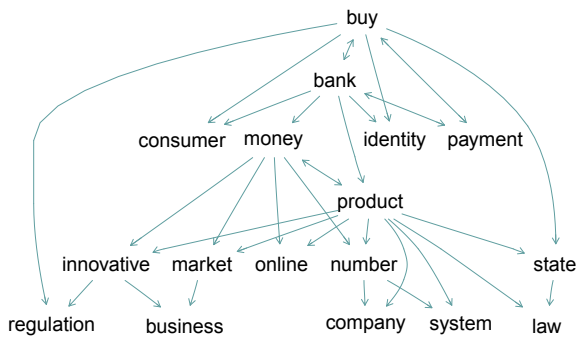 buy
bank
consumer money identity payment
product
innovative market online number state
regulation business company system law